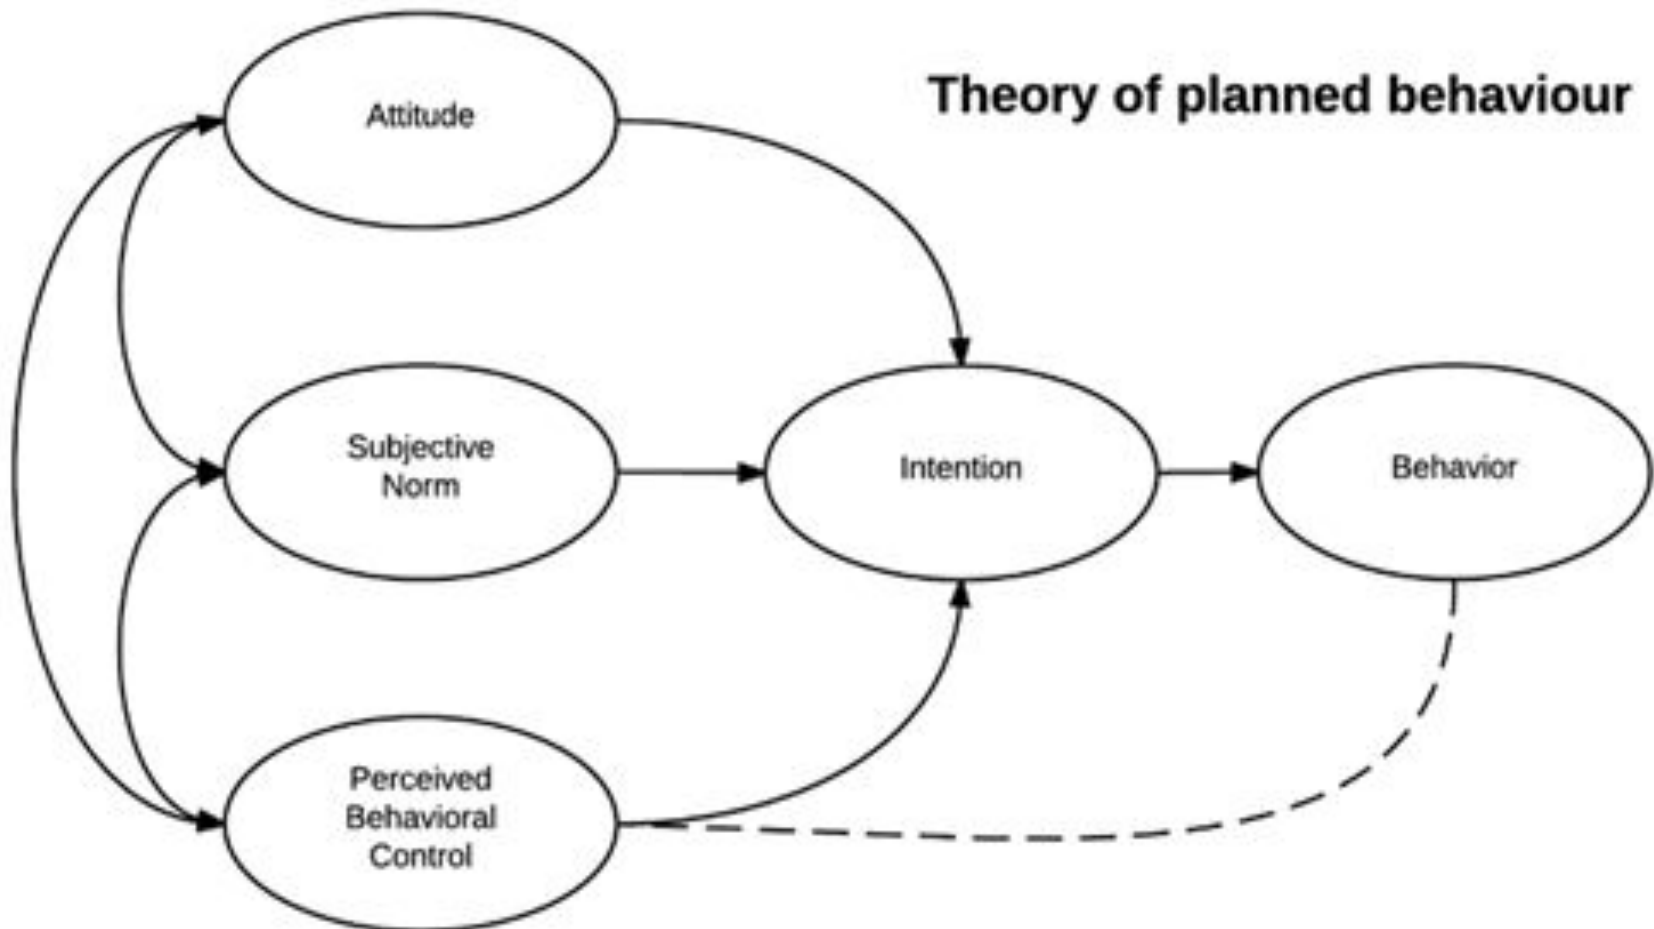 Theory of planned behaviour
Attitude
Subjective
Norm
Intention
Behavior
Perceived
Behavioral
Control